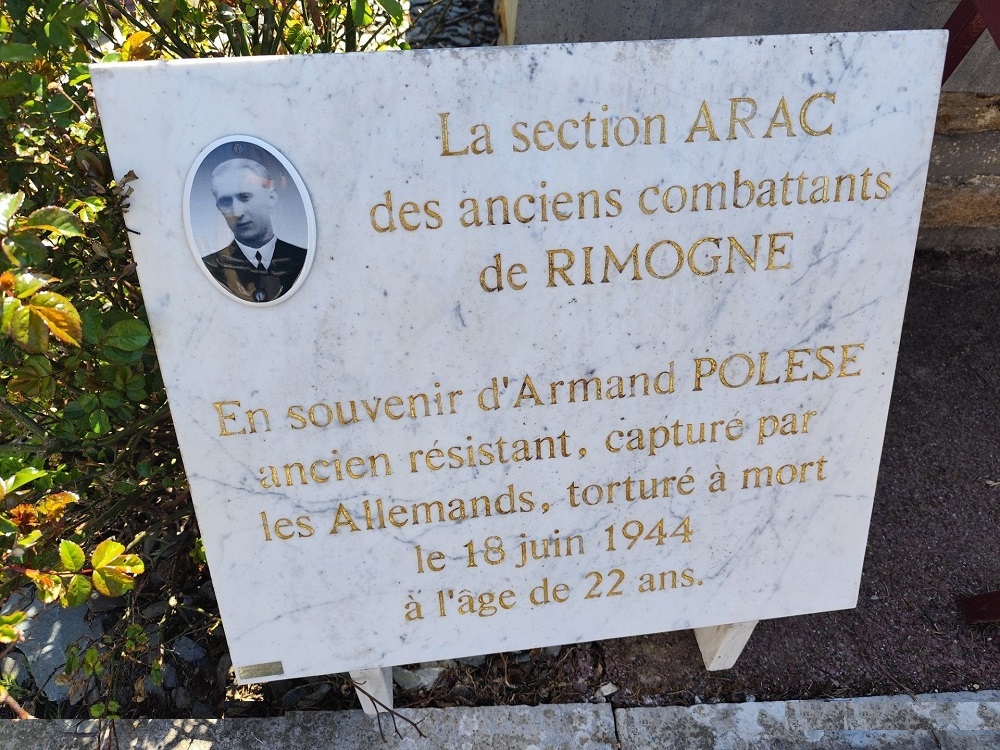 La section ARAC
des anciens combattants
de RIMOGNE
En souvenir d'Armand POLESE
ancien résistant, capturé par
les Allemands, torturé à mort
le 18 juin 1944
à l'âge de 22 ans.